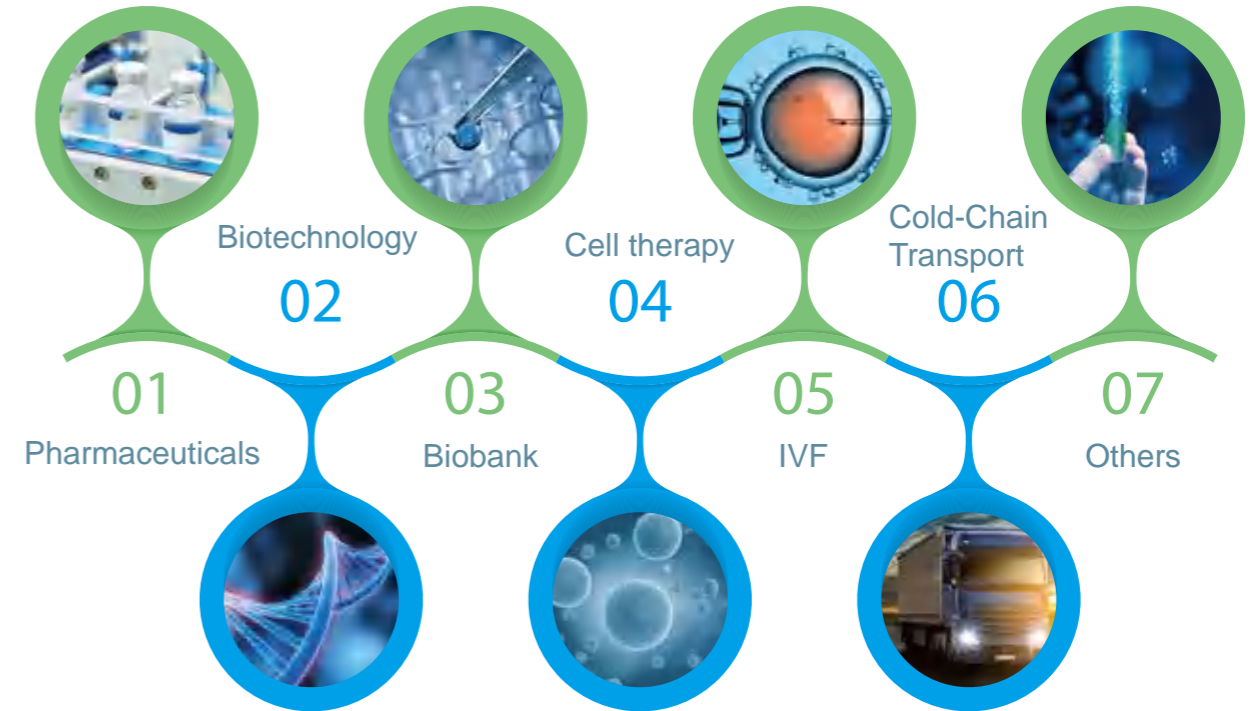 01
Pharmaceuticals
Biotechnology
02
03
Biobank
Cell therapy
04
05
IVF
Cold-Chain
Transport
06
07
Others